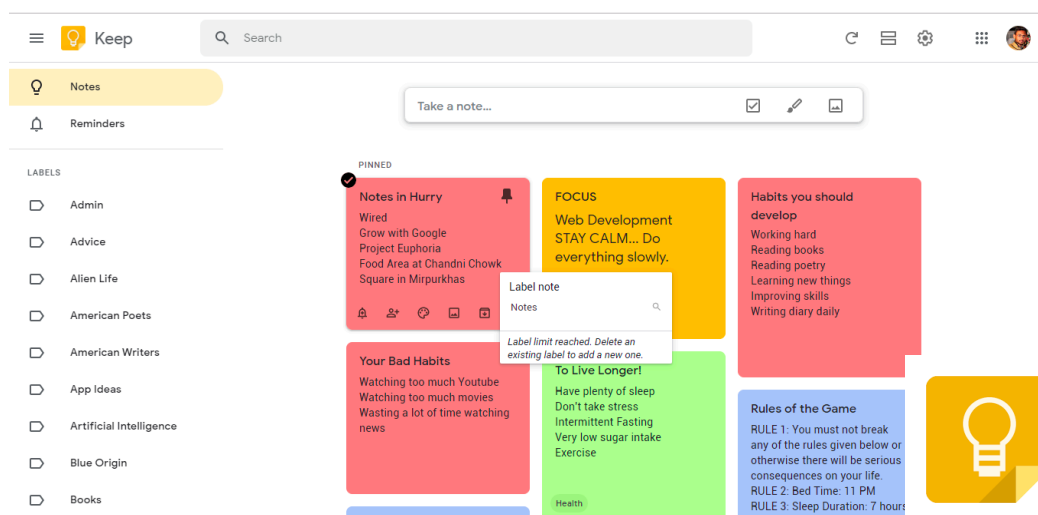 Keep
Search
Notes
Reminders
LABELS
Admin
Advice
Alien Life
American Poets
American Writers
App Ideas
Artificial Intelligence
Blue Origin
Books
Take a note...
PINNED
Notes in Hurry
Wired
Grow with Google
Project Euphoria
Food Area at Chandni Chowk
Square in Mirpurkhas
FOCUS
Web Development
STAY CALM... Do
everything slowly.
Habits you should
develop
Working hard
Reading books
Reading poetry
Learning new things
Improving skills
Writing diary daily
Label note
Notes
Label limit reached. Delete an
existing label to add a new one.
Your Bad Habits
Watching too much Youtube
Watching too much movies
Wasting a lot of time watching
news
To Live Longer!
Have plenty of sleep
Don't take stress
Intermittent Fasting
Very low sugar intake
Exercise
Health
Rules of the Game
RULE 1: You must not break
any of the rules given below or
otherwise there will be serious
consequences on your life.
RULE 2: Bed Time: 11 PM
RULE 3: Sleep Duration: 7 hours